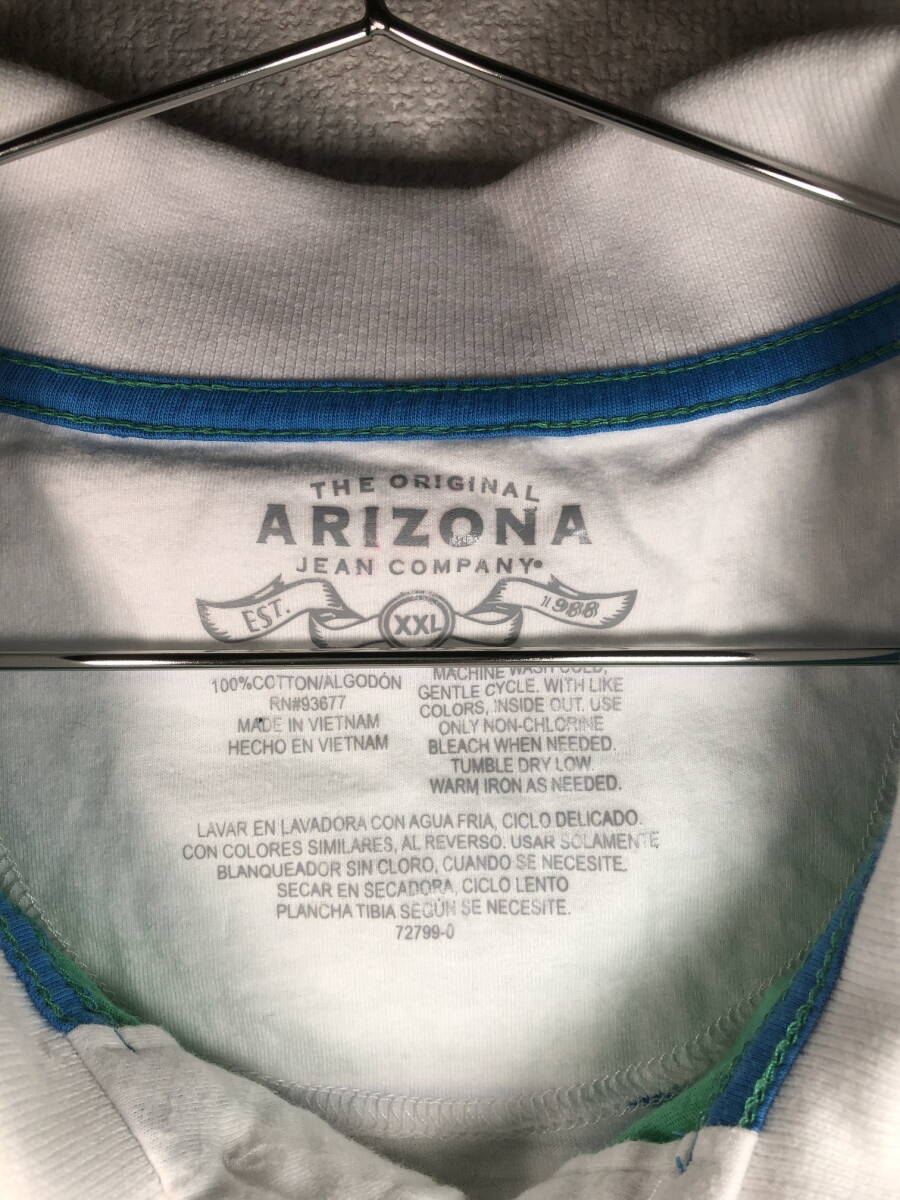 THE ORIGINAL
ARIZONA
JEAN COMPANY®
EST. XXL 1988
100%COTTON/ALGODÓN
RN#93677
MADE IN VIETNAM
HECHO EN VIETNAM
MACHINE WASH COLD,
GENTLE CYCLE. WITH LIKE
COLORS, INSIDE OUT. USE
ONLY NON-CHLORINE
BLEACH WHEN NEEDED.
TUMBLE DRY LOW.
WARM IRON AS NEEDED.
LAVAR EN LAVADORA CON AGUA FRIA, CICLO DELICADO.
CON COLORES SIMILARES, AL REVERSO. USAR SOLAMENTE
BLANQUEADOR SIN CLORO, CUANDO SE NECESITE.
SECAR EN SECADORA, CICLO LENTO
PLANCHA TIBIA SEGÚN SE NECESITE.
72799-0